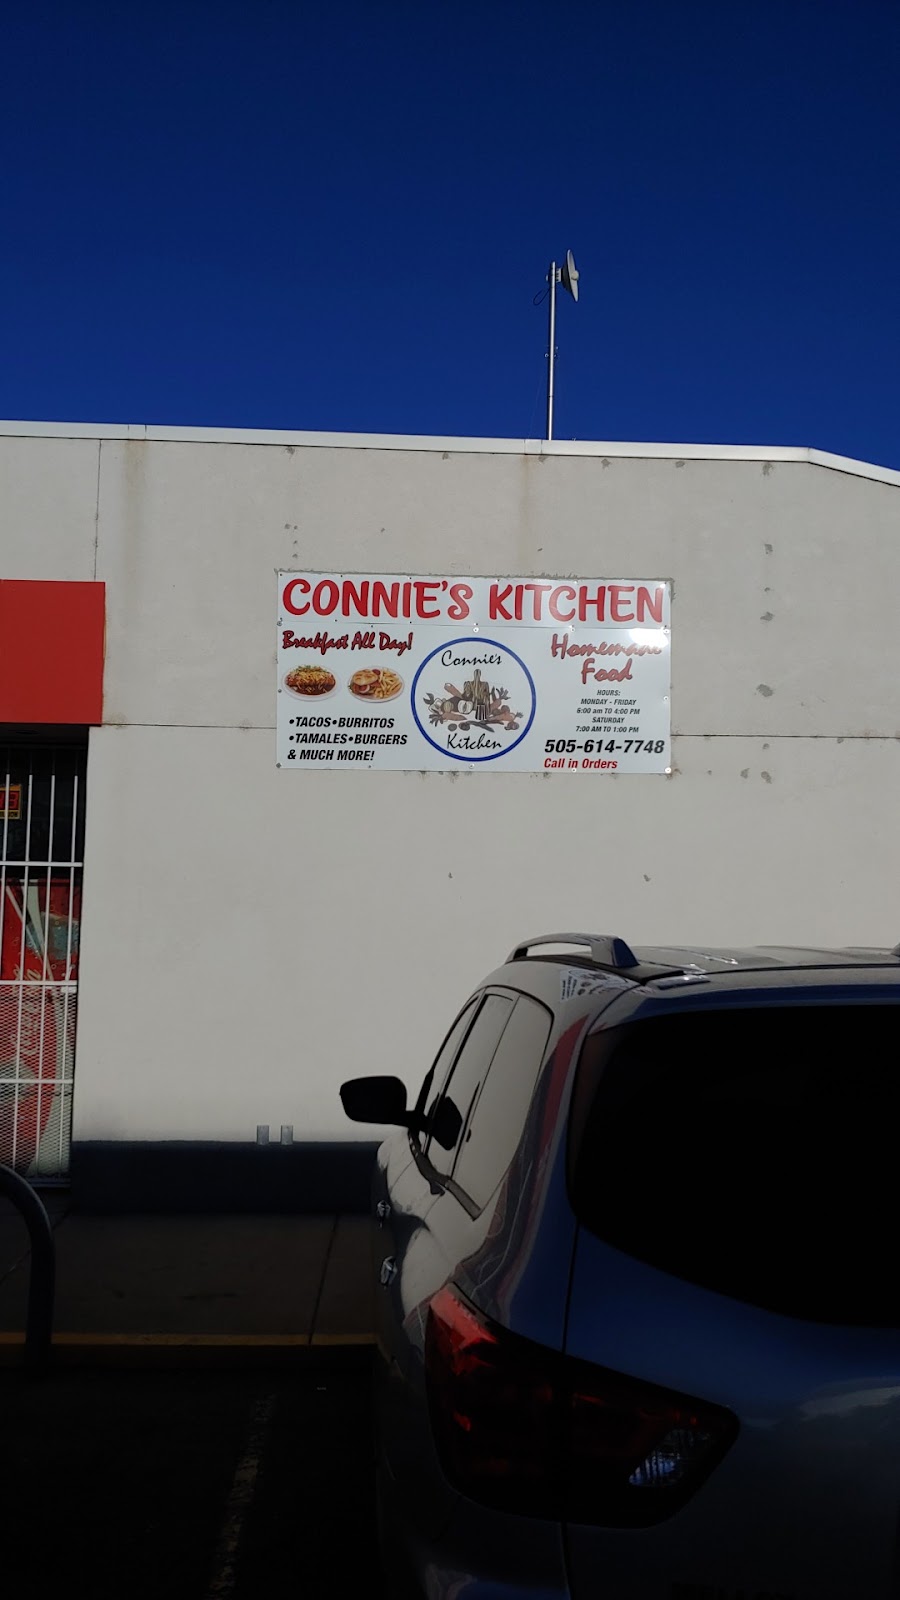 CONNIE'S KITCHEN
Breakfast All Day!
•TACOS•BURRITOS
•TAMALES•BURGERS
& MUCH MORE!
Connie's
Kitchen
Homemade
Food
HOURS:
MONDAY - FRIDAY
6:00 am TO 4:00 PM
SATURDAY
7:00 AM TO 1:00 PM
505-614-7748
Call in Orders